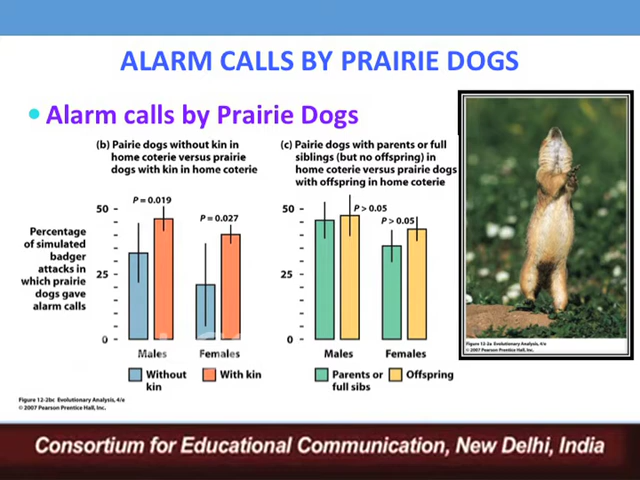 ALARM CALLS BY PRAIRIE DOGS
• Alarm calls by Prairie Dogs
(b) Pairie dogs without kin in
home coterie versus prairie
dogs with kin in home coterie
(c) Pairie dogs with parents or full
siblings (but no offspring) in
home coterie versus prairie dogs
with offspring in home coterie
Percentage
of simulated
badger
attacks in
which prairie
dogs gave
alarm calls
50
25
0
P = 0.019
P = 0.027
Males
Females
Without
kin
With kin
50
25
0
P > 0.05
P > 0.05
Males
Females
Parents or
full sibs
Offspring
Figure 12-2bc Evolutionary Analysis, 4/e
© 2007 Pearson Prentice Hall, Inc.
Figure 12-2a Evolutionary Analysis, 4/e
© 2007 Pearson Prentice Hall, Inc.
Consortium for Educational Communication, New Delhi, India